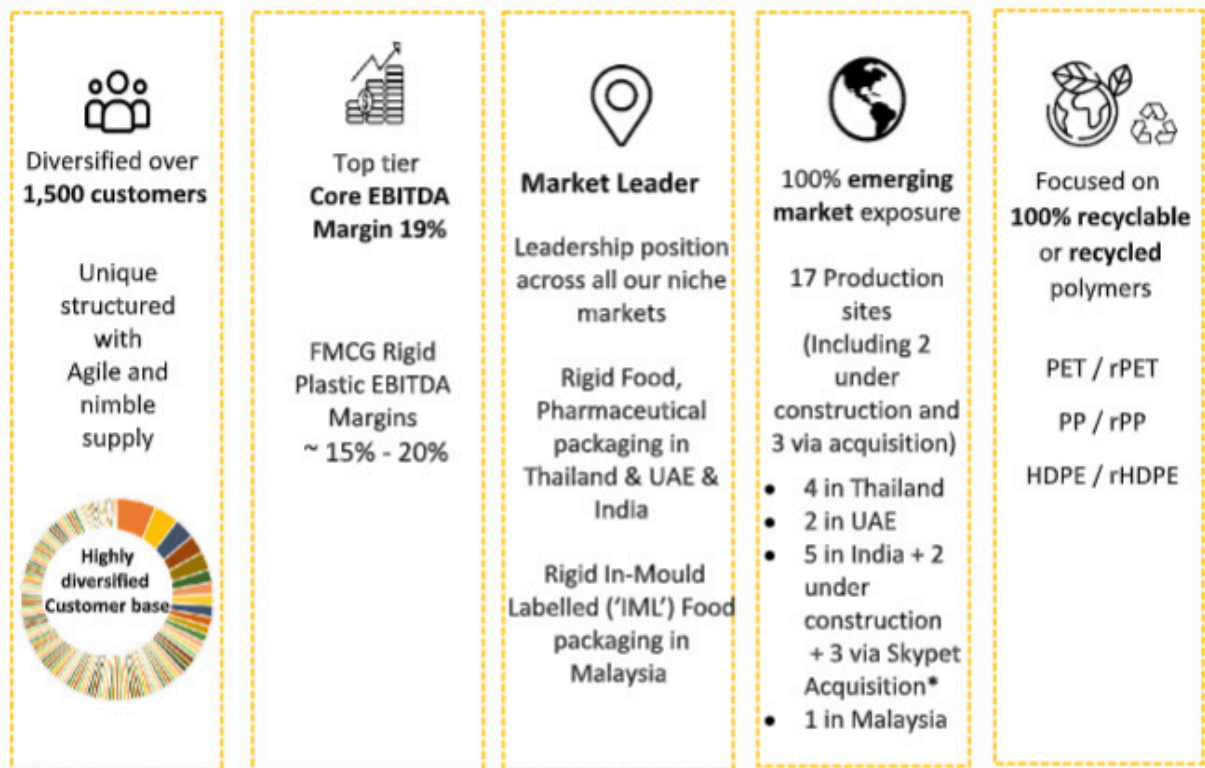 Diversified over
1,500 customers
Unique
structured
with
Agile and
nimble
supply
Highly
diversified
Customer base
Top tier
Core EBITDA
Margin 19%
FMCG Rigid
Plastic EBITDA
Margins
~ 15% - 20%
Market Leader
Leadership position
across all our niche
markets
Rigid Food,
Pharmaceutical
packaging in
Thailand & UAE &
India
Rigid In-Mould
Labelled (‘IML’) Food
packaging in
Malaysia
100% emerging
market exposure
17 Production
sites
(Including 2
under
construction and
3 via acquisition)
• 4 in Thailand
• 2 in UAE
• 5 in India + 2
under
construction
+ 3 via Skypet
Acquisition*
• 1 in Malaysia
Focused on
100% recyclable
or recycled
polymers
PET / rPET
PP / rPP
HDPE / rHDPE